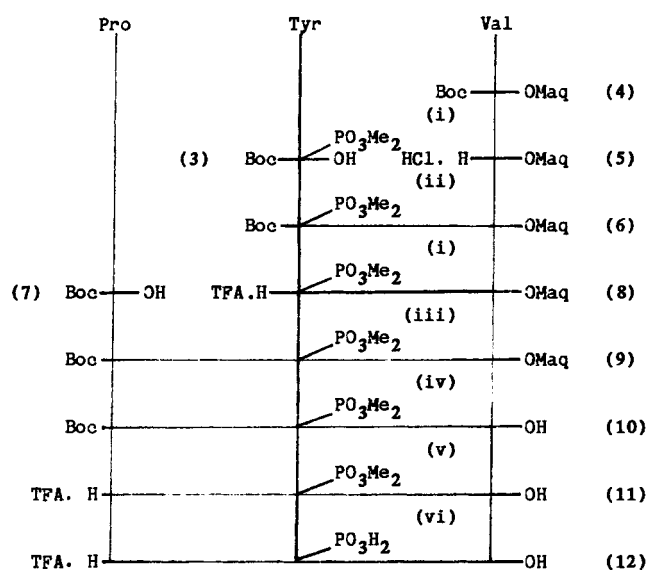 Pro Tyr Val
Boc OMaq (4)
(i)
PO3Me2
(3) Boc OH HCl. H OMaq (5)
(ii)
PO3Me2
Boc OMaq (6)
(i)
PO3Me2
(7) Boc OH TFA.H OMaq (8)
(iii)
PO3Me2
Boc OMaq (9)
(iv)
PO3Me2
Boc OH (10)
(v)
PO3Me2
TFA. H OH (11)
(vi)
PO3H2
TFA. H OH (12)